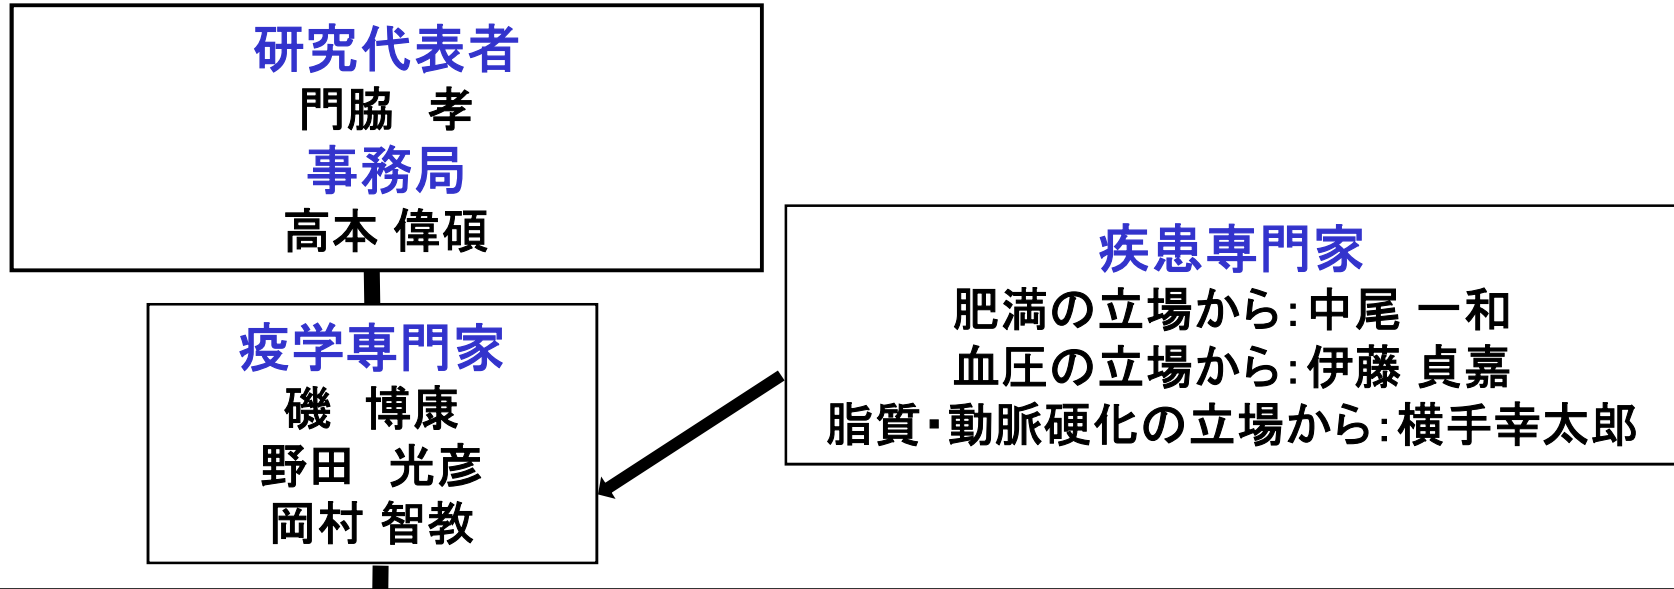 研究代表者
門脇　孝
事務局
高本 偉碩
疫学専門家
磯　博康
野田　光彦
岡村 智教
疾患専門家
肥満の立場から:中尾 一和
血圧の立場から:伊藤 貞嘉
脂質・動脈硬化の立場から:横手幸太郎